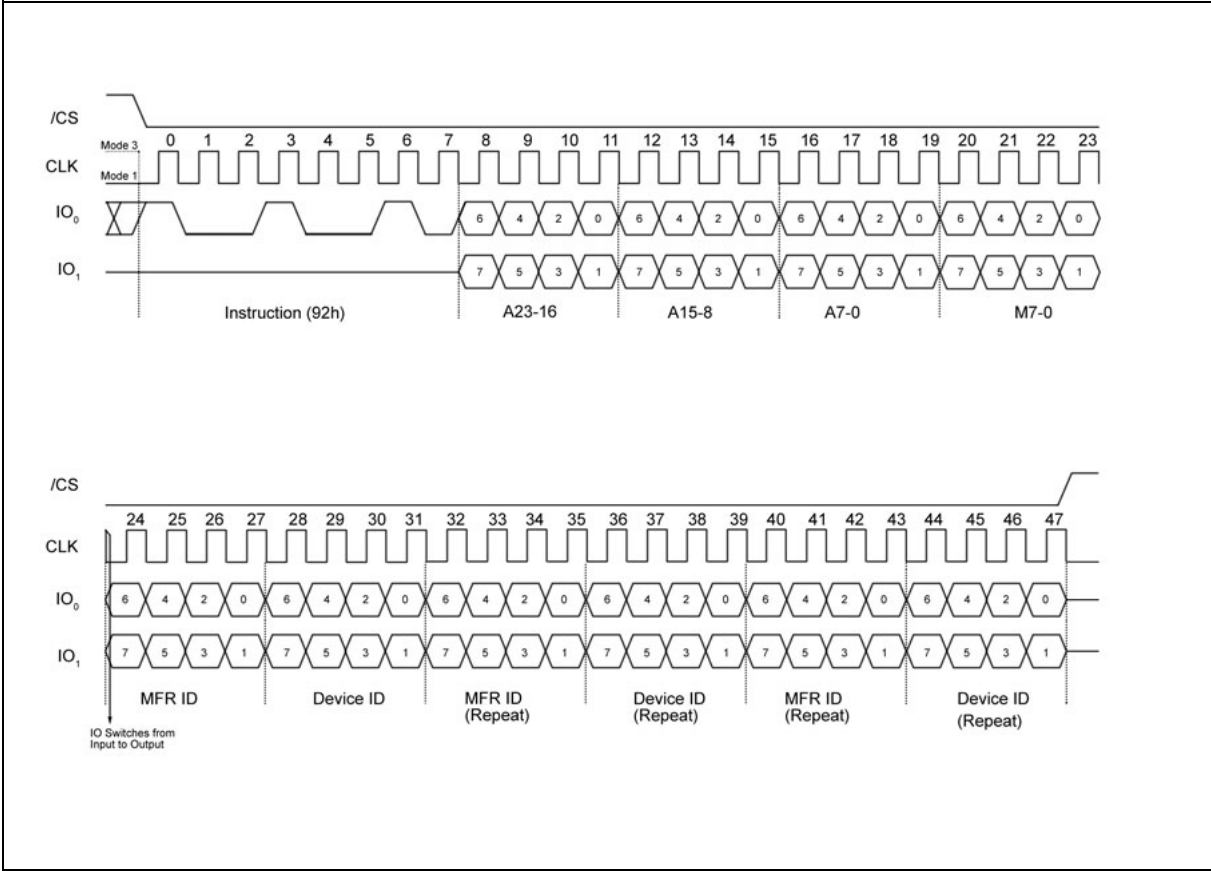 /CS
Mode 3 0 1 2 3 4 5 6 7 8 9 10 11 12 13 14 15 16 17 18 19 20 21 22 23
CLK
Mode 1
IO0 6 4 2 0 6 4 2 0 6 4 2 0 6 4 2 0
IO1 7 5 3 1 7 5 3 1 7 5 3 1 7 5 3 1
Instruction (92h) A23-16 A15-8 A7-0 M7-0
/CS
24 25 26 27 28 29 30 31 32 33 34 35 36 37 38 39 40 41 42 43 44 45 46 47
CLK
IO0 6 4 2 0 6 4 2 0 6 4 2 0 6 4 2 0 6 4 2 0 6 4 2 0
IO1 7 5 3 1 7 5 3 1 7 5 3 1 7 5 3 1 7 5 3 1 7 5 3 1
MFR ID Device ID MFR ID Device ID MFR ID Device ID
(Repeat) (Repeat) (Repeat) (Repeat)
IO Switches from
Input to Output